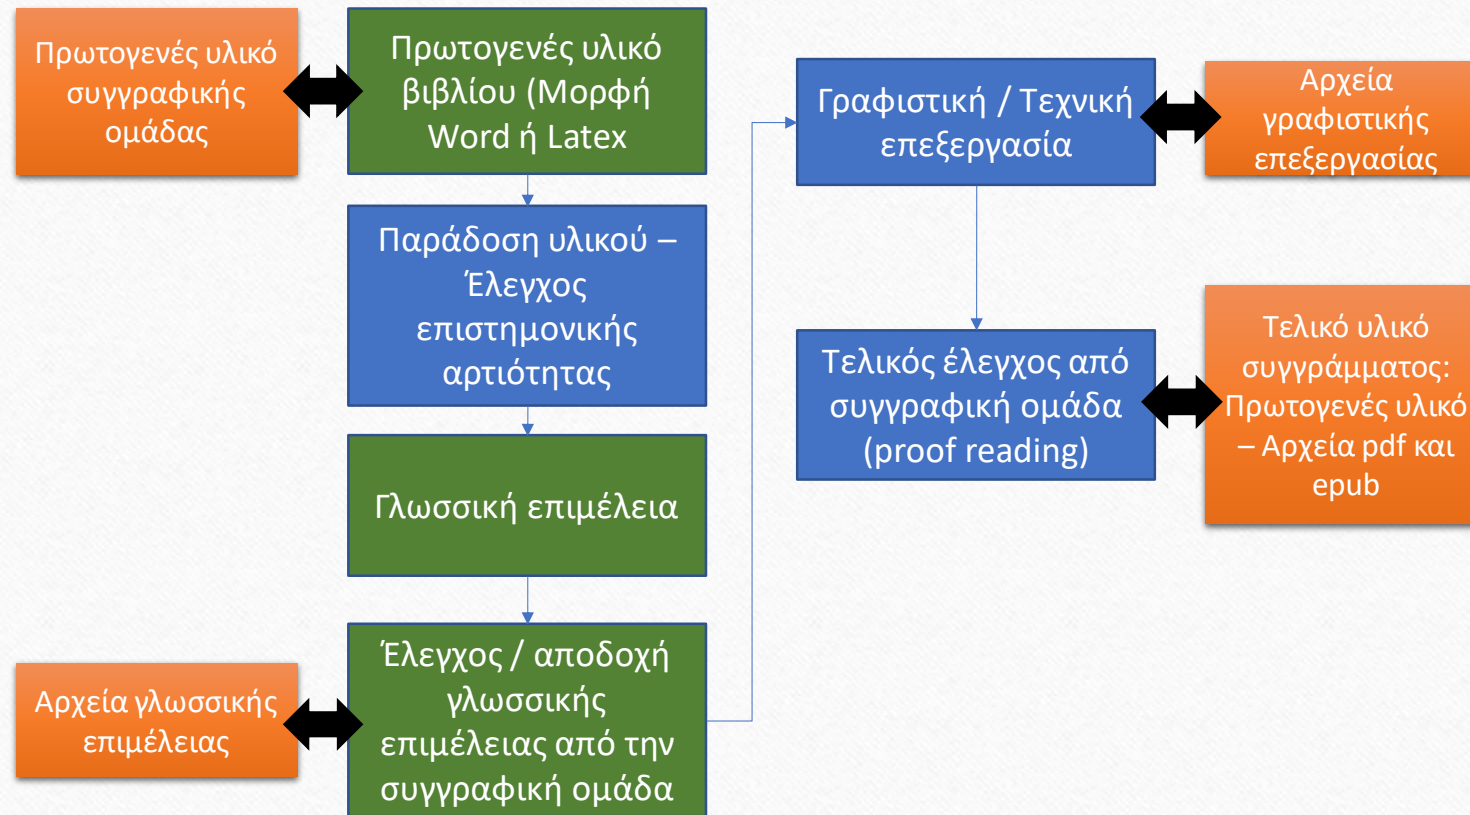 Πρωτογενές υλικό
συγγραφικής
ομάδας
Πρωτογενές υλικό
βιβλίου (Μορφή
Word ή Latex
Παράδοση υλικού –
Έλεγχος
επιστημονικής
αρτιότητας
Γλωσσική επιμέλεια
Αρχεία γλωσσικής
επιμέλειας
Έλεγχος / αποδοχή
γλωσσικής
επιμέλειας από την
συγγραφική ομάδα
Γραφιστική / Τεχνική
επεξεργασία
Αρχεία
γραφιστικής
επεξεργασίας
Τελικός έλεγχος από
συγγραφική ομάδα
(proof reading)
Τελικό υλικό
συγγράμματος:
Πρωτογενές υλικό
– Αρχεία pdf και
epub